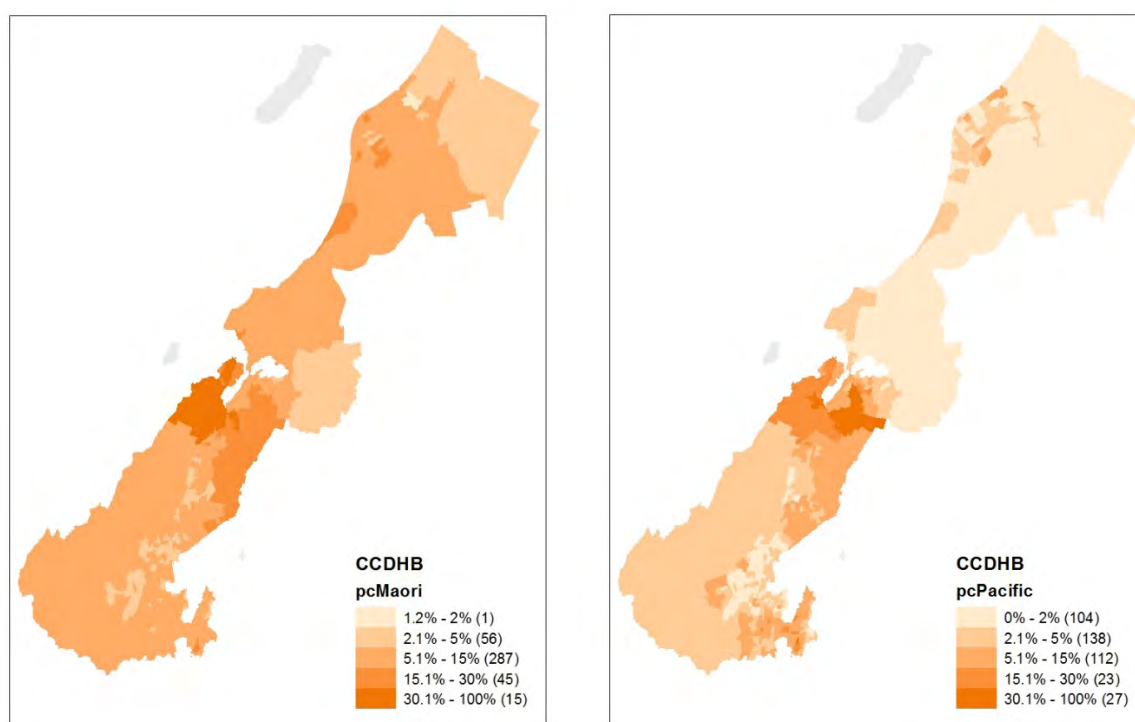 CCDHB
pcMaori
1.2% - 2% (1)
2.1% - 5% (56)
5.1% - 15% (287)
15.1% - 30% (45)
30.1% - 100% (15)
CCDHB
pcPacific
0% - 2% (104)
2.1% - 5% (138)
5.1% - 15% (112)
15.1% - 30% (23)
30.1% - 100% (27)